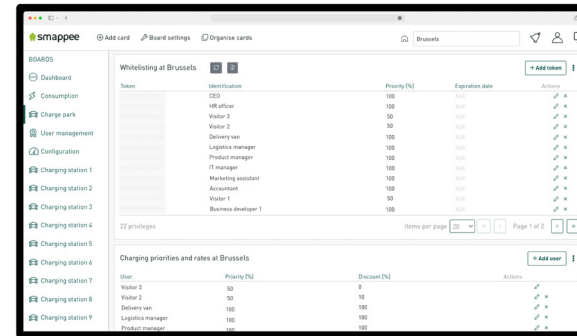 smappee
Add card Board settings Organise cards Brussels
BOARDS
Dashboard
Consumption
Charge park
User management
Configuration
Charging station 1
Charging station 2
Charging station 3
Charging station 4
Charging station 5
Charging station 6
Charging station 7
Charging station 8
Charging station 9
Whitelisting at Brussels + Add token
Token Identification Priority [%] Expiration date Actions
CEO 100 N/A
HR officer 100 N/A
Visitor 3 50 N/A
Visitor 2 50 N/A
Delivery van 100 N/A
Logistics manager 100 N/A
Product manager 100 N/A
IT manager 100 N/A
Marketing assistant 100 N/A
Accountant 100 N/A
Visitor 1 50 N/A
Business developer 1 100 N/A
22 privileges Items per page 20 Page 1 of 2
Charging priorities and rates at Brussels + Add user
User Priority [%] Discount [%] Actions
Visitor 3 50 0
Visitor 2 50 10
Delivery van 100 100
Logistics manager 100 100
Product manager 100 100